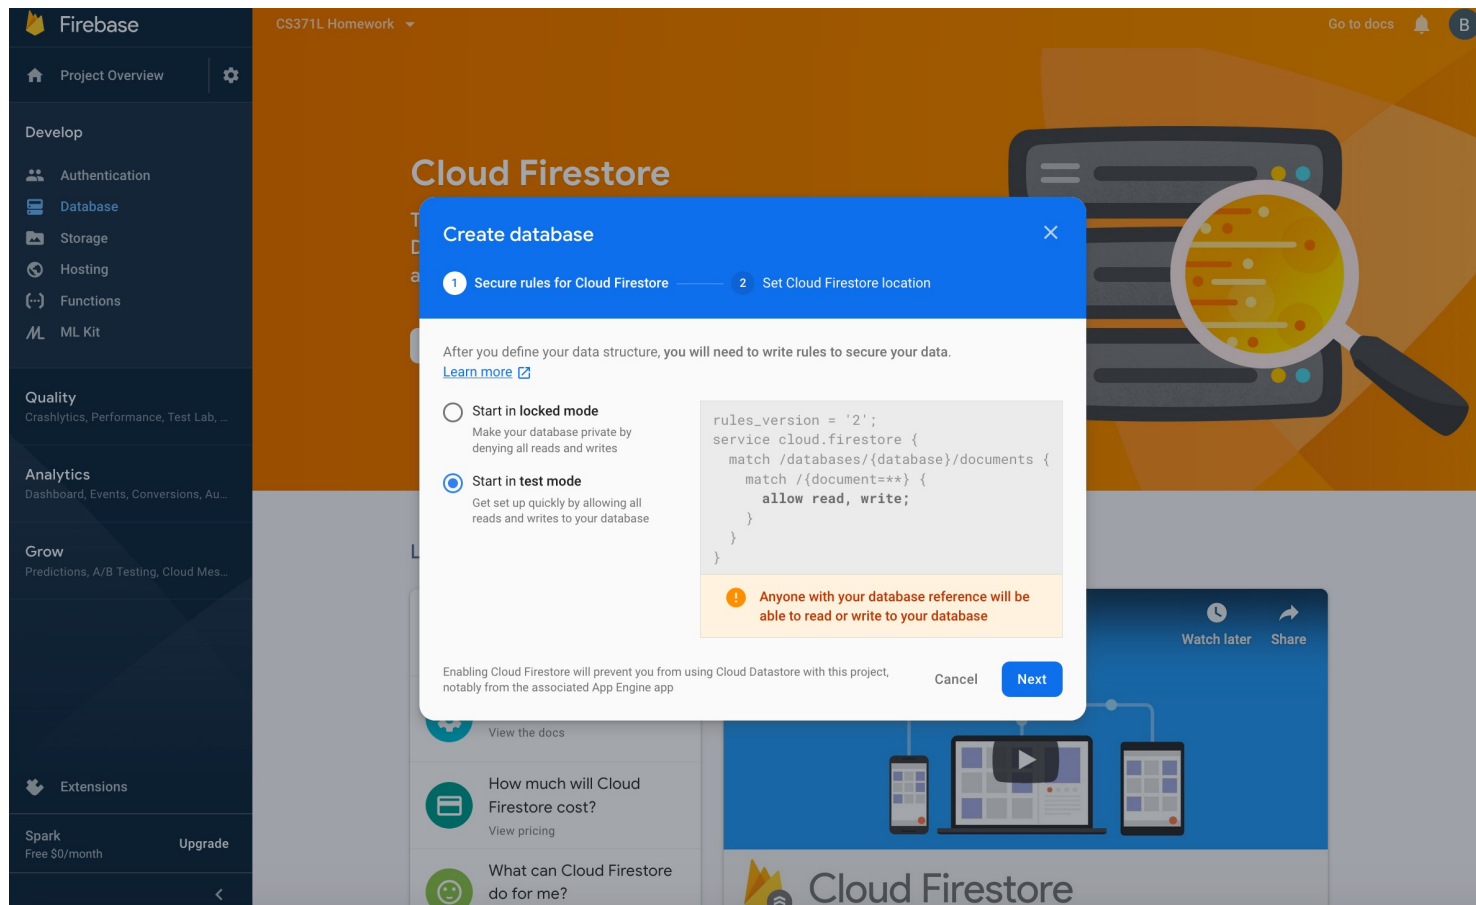 Firebase
CS371L Homework
Go to docs
B
Project Overview
Develop
Authentication
Database
Storage
Hosting
Functions
ML Kit
Quality
Crashlytics, Performance, Test Lab, ...
Analytics
Dashboard, Events, Conversions, Au...
Grow
Predictions, A/B Testing, Cloud Mes...
Extensions
Spark
Free $0/month
Upgrade
Cloud Firestore
Create database
1 Secure rules for Cloud Firestore
2 Set Cloud Firestore location
After you define your data structure, you will need to write rules to secure your data.
Learn more
Start in locked mode
Make your database private by
denying all reads and writes
Start in test mode
Get set up quickly by allowing all
reads and writes to your database
rules_version = '2';
service cloud.firestore {
match /databases/{database}/documents {
match /{document=**} {
allow read, write;
}
}
}
Anyone with your database reference will be
able to read or write to your database
Enabling Cloud Firestore will prevent you from using Cloud Datastore with this project,
notably from the associated App Engine app
Cancel
Next
Watch later
Share
View the docs
How much will Cloud
Firestore cost?
View pricing
What can Cloud Firestore
do for me?
Cloud Firestore